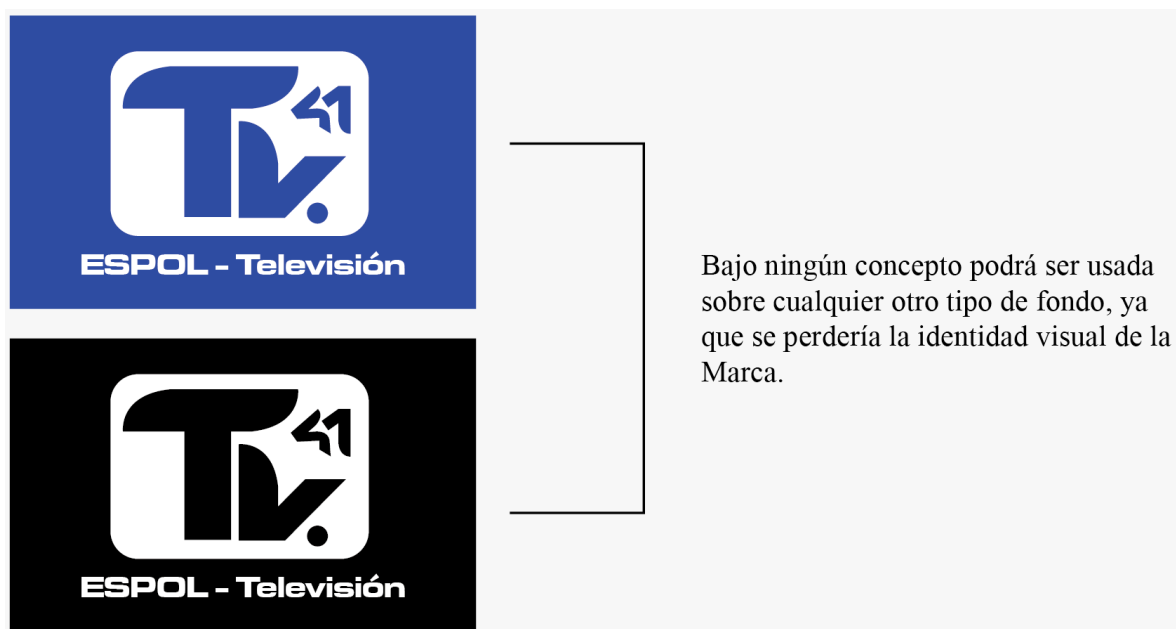 TV. 41
ESPOL - Televisión
TV. 41
ESPOL - Televisión
Bajo ningún concepto podrá ser usada
sobre cualquier otro tipo de fondo, ya
que se perdería la identidad visual de la
Marca.